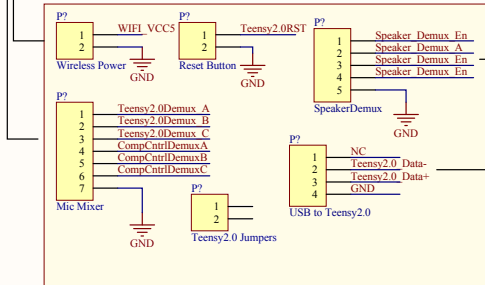 P?
1 WIFI_VCC5
2
GND
Wireless Power
P?
1 Teensy2.0RST
2
GND
Reset Button
P?
1 Speaker_Demux_En
2 Speaker_Demux_A
3 Speaker_Demux_En
4 Speaker_Demux_En
5
GND
SpeakerDemux
P?
1 Teensy2.0Demux_A
2 Teensy2.0Demux_B
3 Teensy2.0Demux_C
4 CompCntrlDemuxA
5 CompCntrlDemuxB
6 CompCntrlDemuxC
7
GND
Mic Mixer
P?
1
2
Teensy2.0 Jumpers
P?
1 NC
2 Teensy2.0_Data-
3 Teensy2.0_Data+
4 GND
USB to Teensy2.0